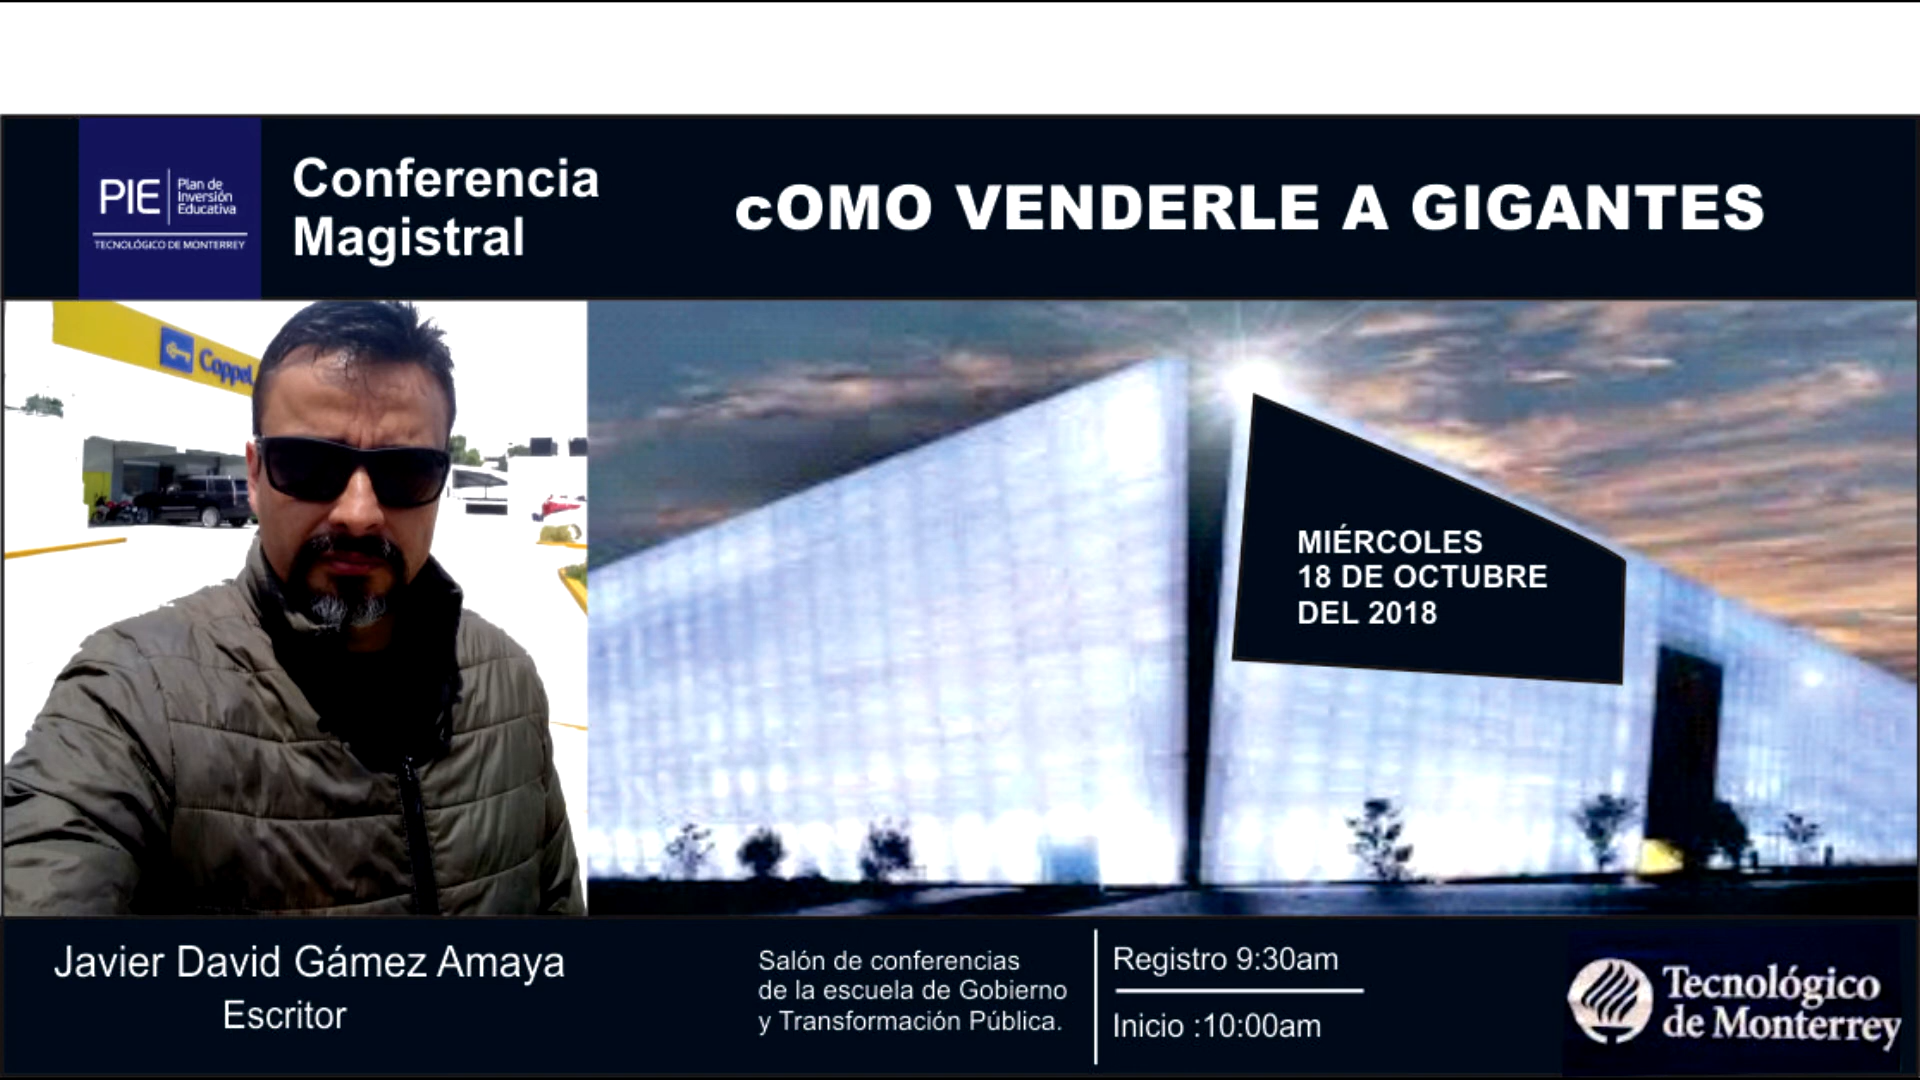 PIE
Plan de
Inversión
Educativa
TECNOLÓGICO DE MONTERREY
Conferencia
Magistral
cOMO VENDERLE A GIGANTES
Coppel
MIÉRCOLES
18 DE OCTUBRE
DEL 2018
Javier David Gámez Amaya
Escritor
Salón de conferencias
de la escuela de Gobierno
y Transformación Pública.
Registro 9:30am
Inicio :10:00am
Tecnológico
de Monterrey